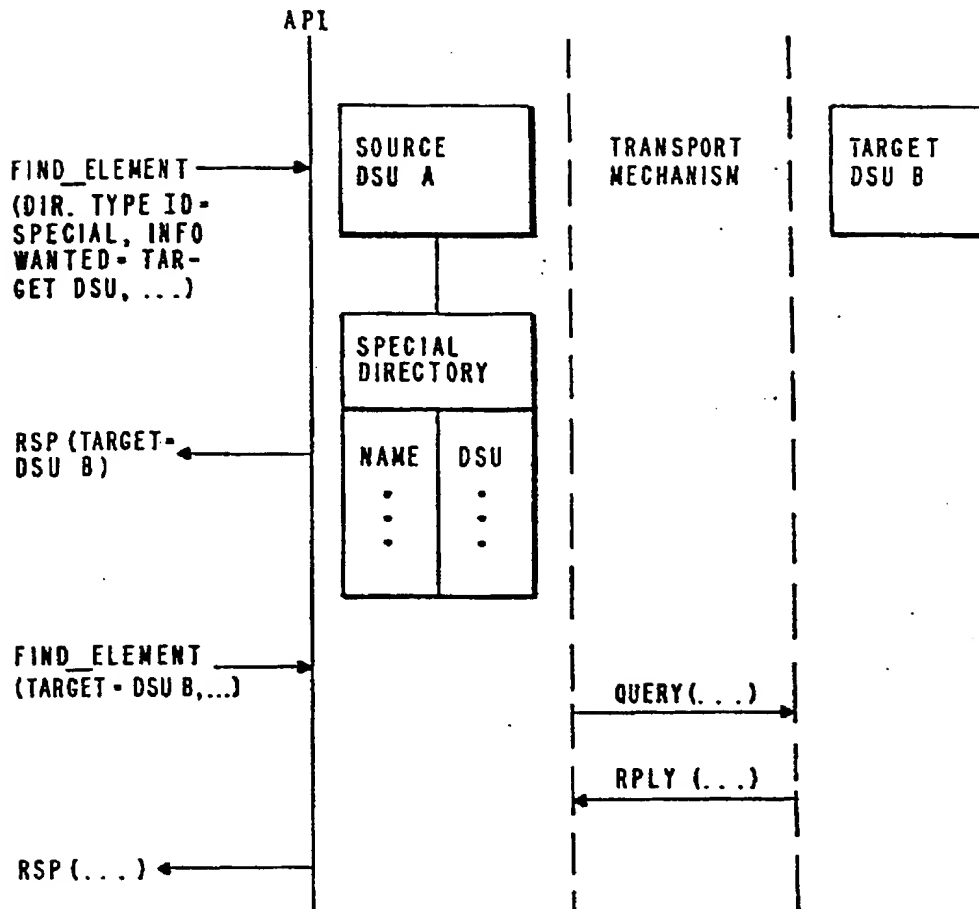 API
FIND_ELEMENT
(DIR. TYPE ID=
SPECIAL, INFO
WANTED= TAR-
GET DSU, ...)
SOURCE
DSU A
TRANSPORT
MECHANISM
TARGET
DSU B
SPECIAL
DIRECTORY
NAME
DSU
RSP (TARGET=
DSU B)
FIND_ELEMENT
(TARGET = DSU B,...)
QUERY(...)
RPLY (...)
RSP(...)